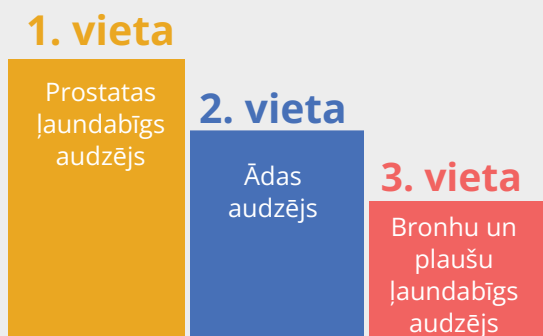 1. vieta
Prostatas
ļaundabīgs
audzējs
2. vieta
Ādas
audzējs
3. vieta
Bronhu un
plaušu
ļaundabīgs
audzējs